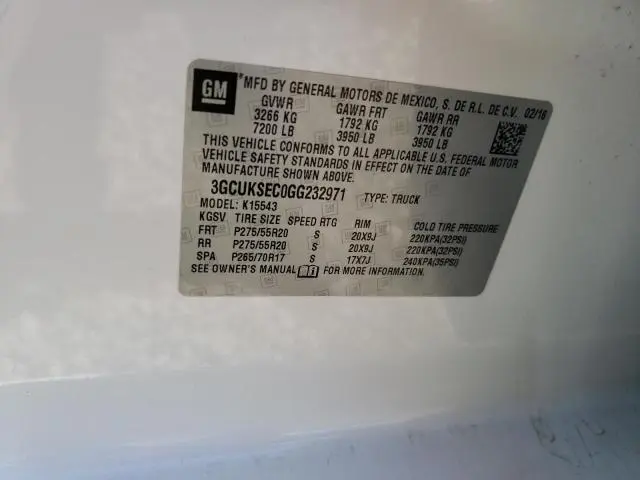 GM
*MFD BY GENERAL MOTORS DE MEXICO, S. DE R.L. DE C.V. 02/16
GVWR GAWR FRT GAWR RR
3266 KG 1792 KG 1792 KG
7200 LB 3950 LB 3950 LB
THIS VEHICLE CONFORMS TO ALL APPLICABLE U.S. FEDERAL MOTOR
VEHICLE SAFETY STANDARDS IN EFFECT ON THE DATE OF
MANUFACTURE SHOWN ABOVE.
3GCUKSEC0GG232971 TYPE: TRUCK
MODEL: K15543
KGSV TIRE SIZE SPEED RTG RIM COLD TIRE PRESSURE
FRT P275/55R20 S 20X9J 220KPA(32PSI)
RR P275/55R20 S 20X9J 220KPA(32PSI)
SPA P265/70R17 S 17X7J 240KPA(35PSI)
SEE OWNER'S MANUAL FOR MORE INFORMATION.